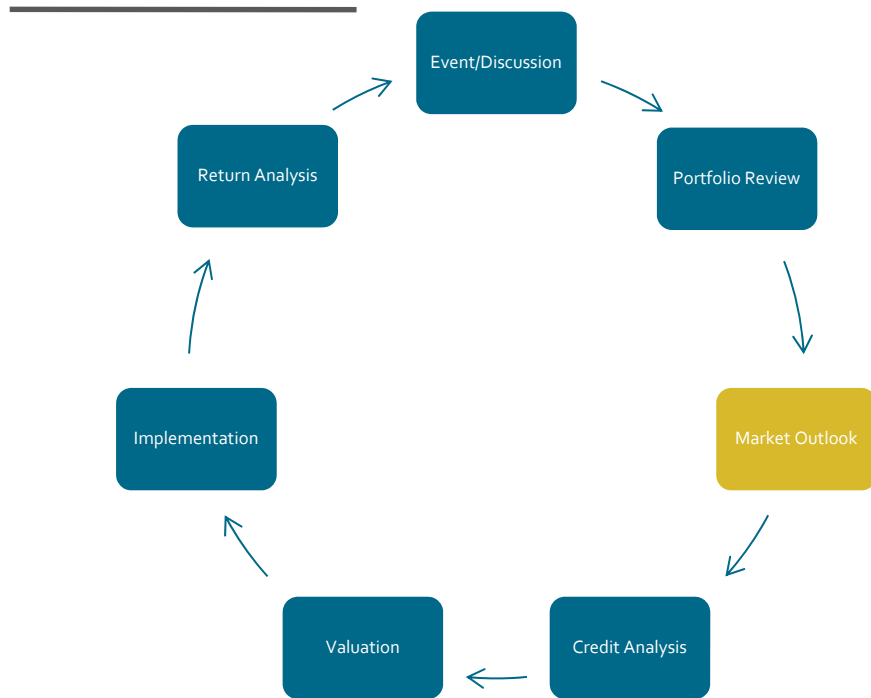 Event/Discussion
Portfolio Review
Market Outlook
Credit Analysis
Valuation
Implementation
Return Analysis